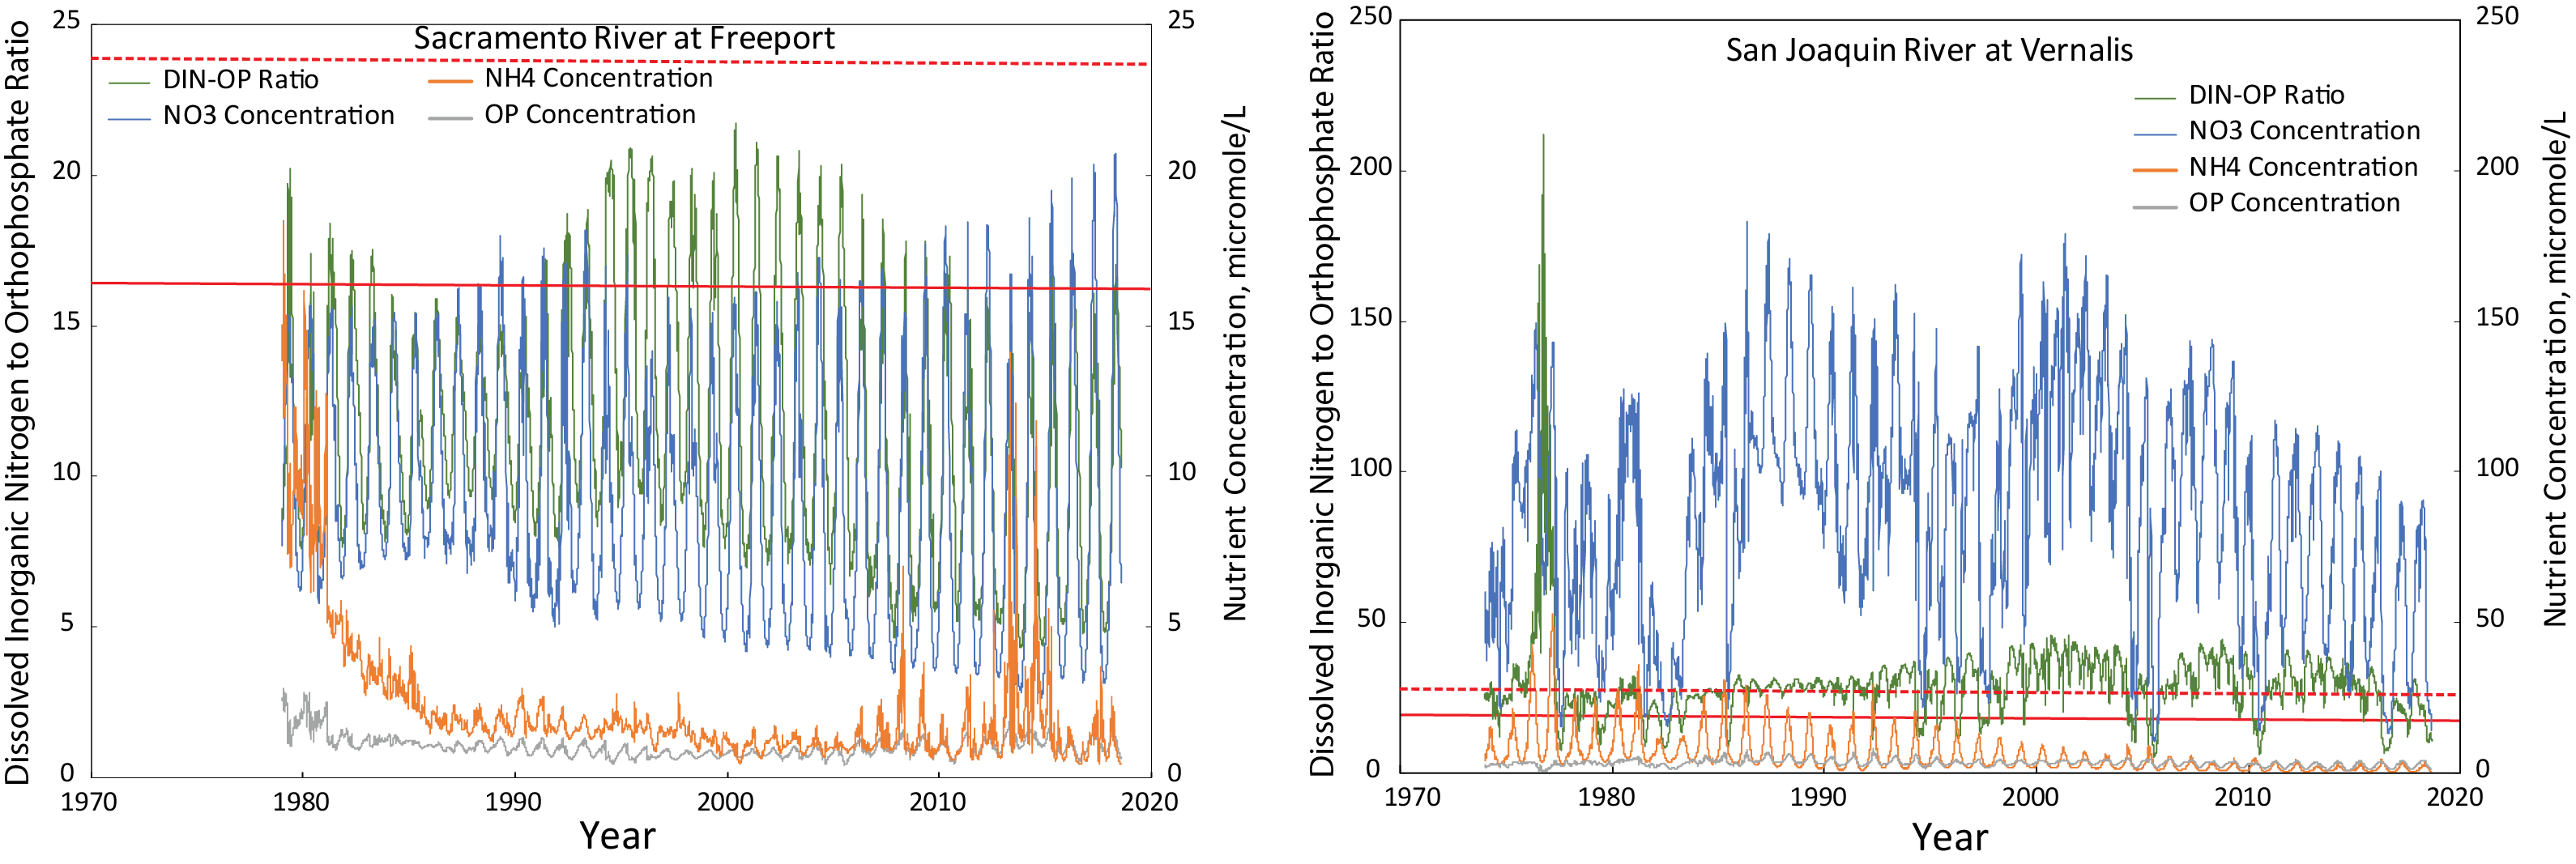 Sacramento River at Freeport
DIN-OP Ratio
NO3 Concentration
NH4 Concentration
OP Concentration
Dissolved Inorganic Nitrogen to Orthophosphate Ratio
25
20
15
10
5
0
Nutrient Concentration, micromole/L
25
20
15
10
5
0
1970
1980
1990
2000
2010
2020
Year
San Joaquin River at Vernalis
DIN-OP Ratio
NO3 Concentration
NH4 Concentration
OP Concentration
Dissolved Inorganic Nitrogen to Orthophosphate Ratio
250
200
150
100
50
0
Nutrient Concentration, micromole/L
250
200
150
100
50
0
1970
1980
1990
2000
2010
2020
Year